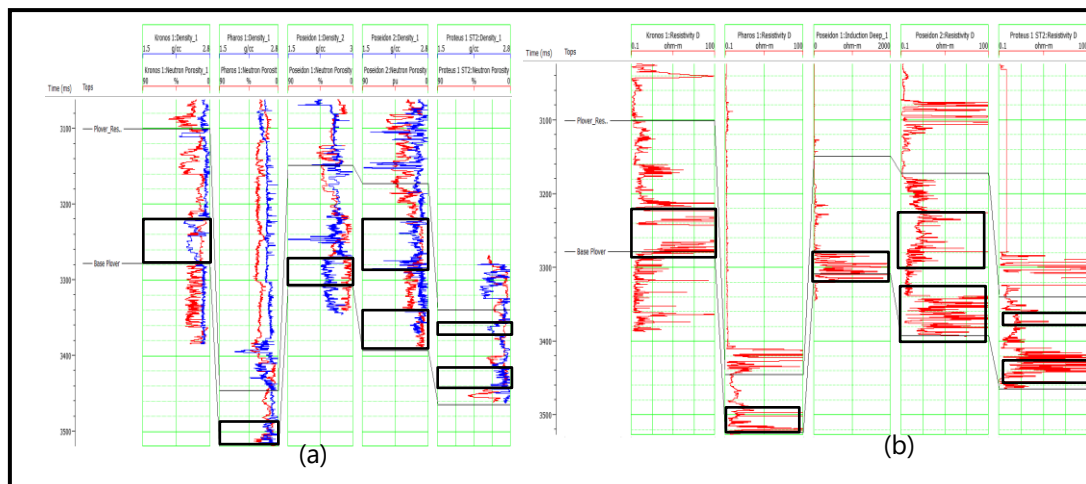 Kronos 1:Density_1 Pharos 1:Density_1 Poseidon 1:Density_2 Poseidon 2:Density_1 Proteus 1 ST2:Density_1
g/cc g/cc g/cc g/cc g/cc
1.5 2.8 1.5 2.8 1.5 3 1.5 2.8 1.5 2.8
Kronos 1:Neutron Porosity_1 Pharos 1:Neutron Porosit Poseidon 1:Neutron Porosity Poseidon 2:Neutron Porosity Proteus 1 ST2:Neutron Porosit
% % % pu %
90 0 90 0 90 0 90 0 90 0
Time (ms) Tops
3100 Plover_Res..
3200
Base Plover
3300
3400
3500
(a)
Kronos 1:Resistivity D Pharos 1:Resistivity D Poseidon 1:Induction Deep_1 Poseidon 2:Resistivity D Proteus 1 ST2:Resistivity D
ohm-m ohm-m ohm-m ohm-m ohm-m
0.1 100 0.1 100 0 2000 0.1 100 0.1 100
Time (ms) Tops
3100 Plover_Res..
3200
Base Plover
3300
3400
3500
(b)